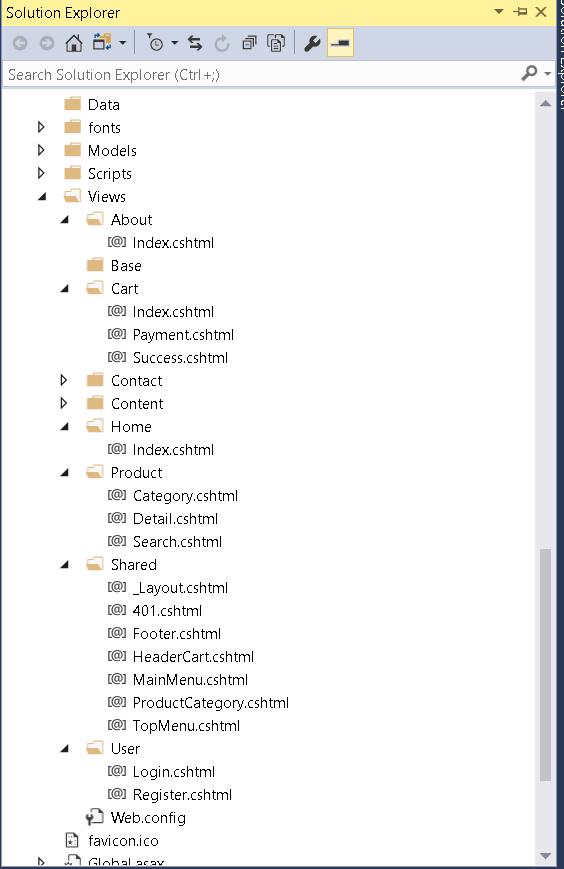 Solution Explorer
Search Solution Explorer (Ctrl+;)
Data
fonts
Models
Scripts
Views
About
[@] Index.cshtml
Base
Cart
[@] Index.cshtml
[@] Payment.cshtml
[@] Success.cshtml
Contact
Content
Home
[@] Index.cshtml
Product
[@] Category.cshtml
[@] Detail.cshtml
[@] Search.cshtml
Shared
[@] _Layout.cshtml
[@] 401.cshtml
[@] Footer.cshtml
[@] HeaderCart.cshtml
[@] MainMenu.cshtml
[@] ProductCategory.cshtml
[@] TopMenu.cshtml
User
[@] Login.cshtml
[@] Register.cshtml
Web.config
favicon.ico
Global.asax